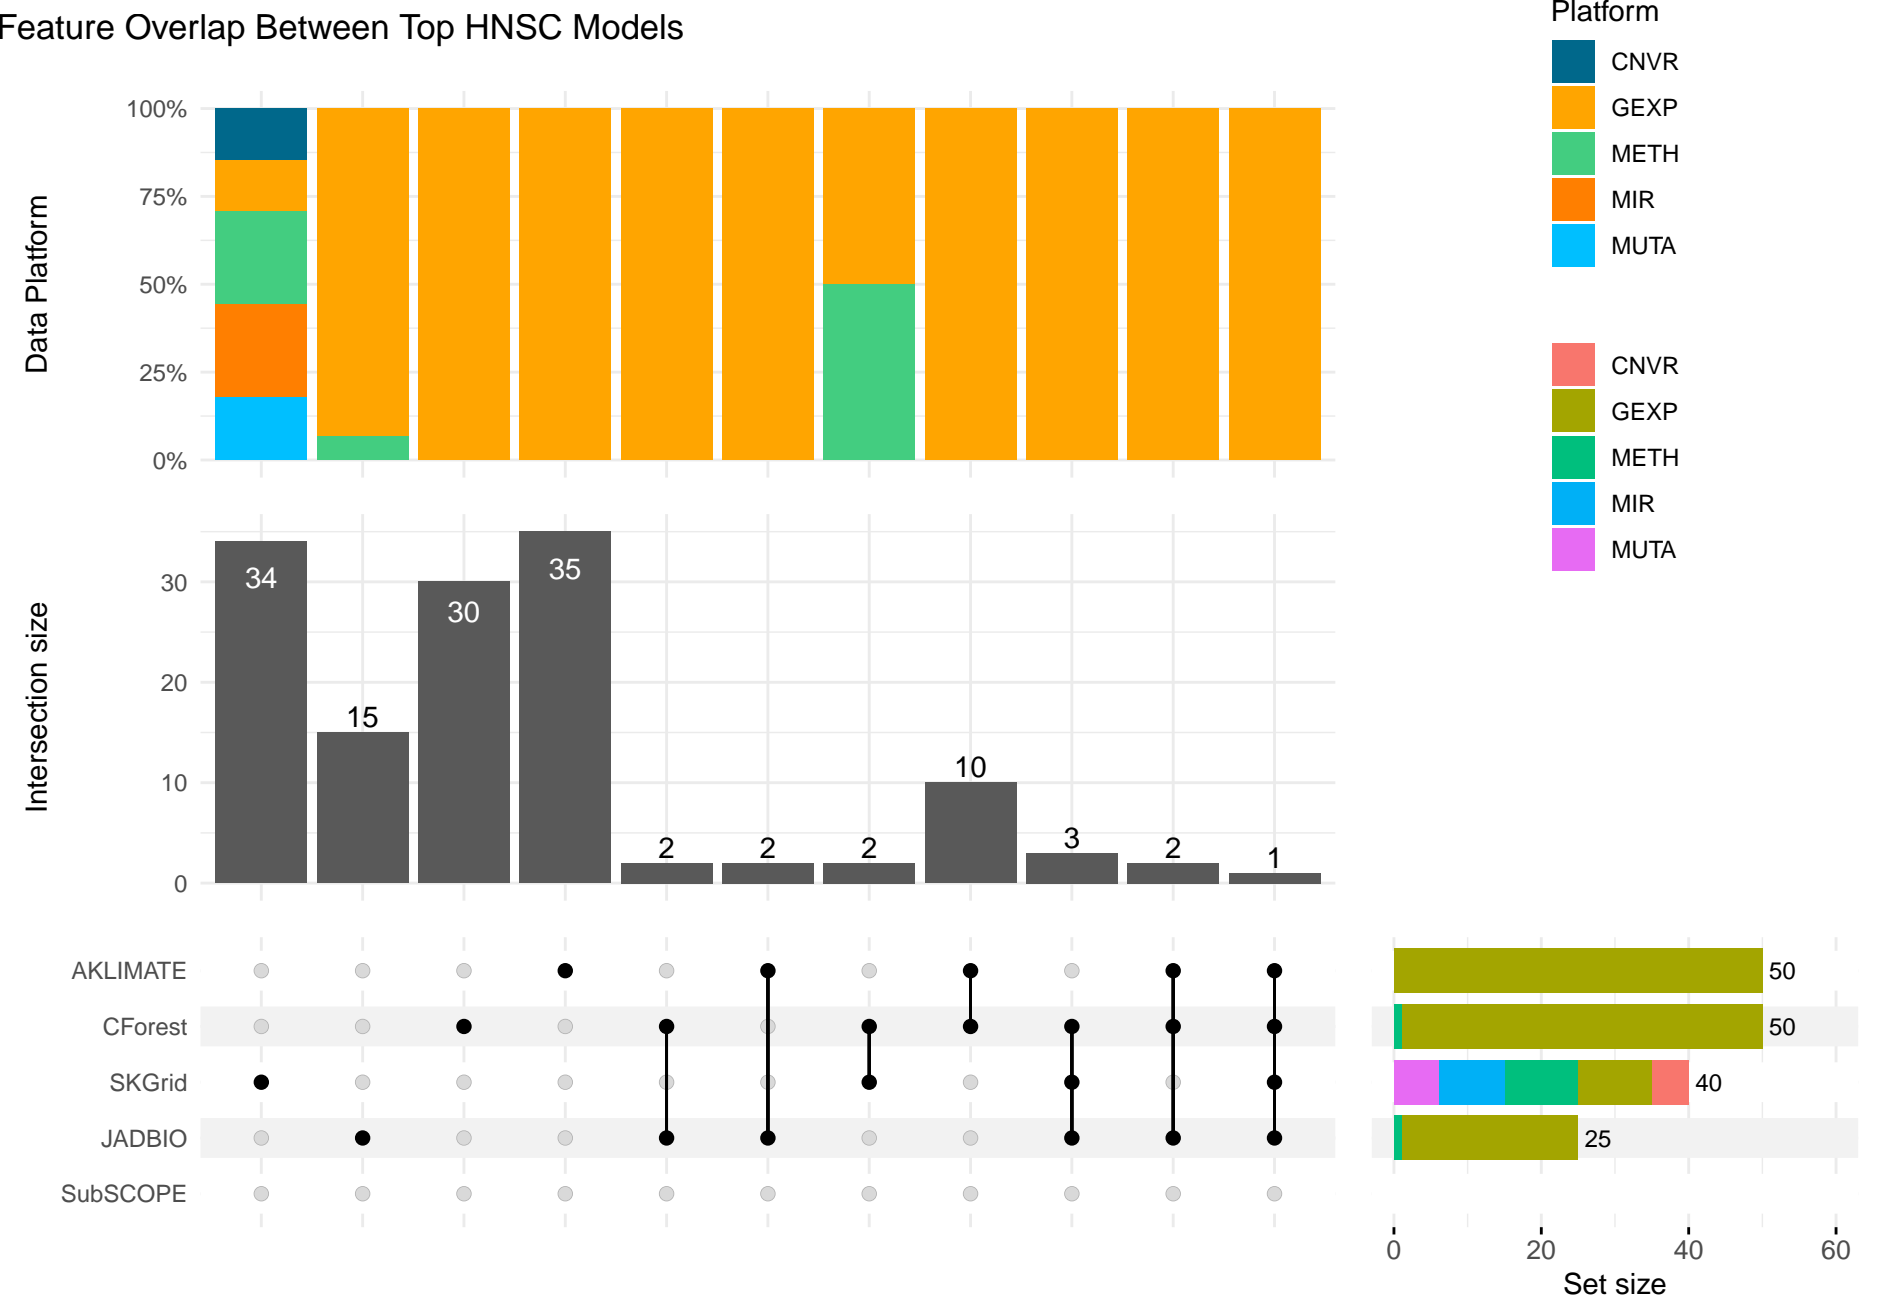 Feature Overlap Between Top HNSC Models
Platform
CNVR
GEXP
METH
MIR
MUTA
CNVR
GEXP
METH
MIR
MUTA
Data Platform
100%
75%
50%
25%
0%
Intersection size
30
20
10
0
34
15
30
35
2
2
2
10
3
2
1
AKLIMATE
CForest
SKGrid
JADBIO
SubSCOPE
50
50
40
25
0 20 40 60
Set size